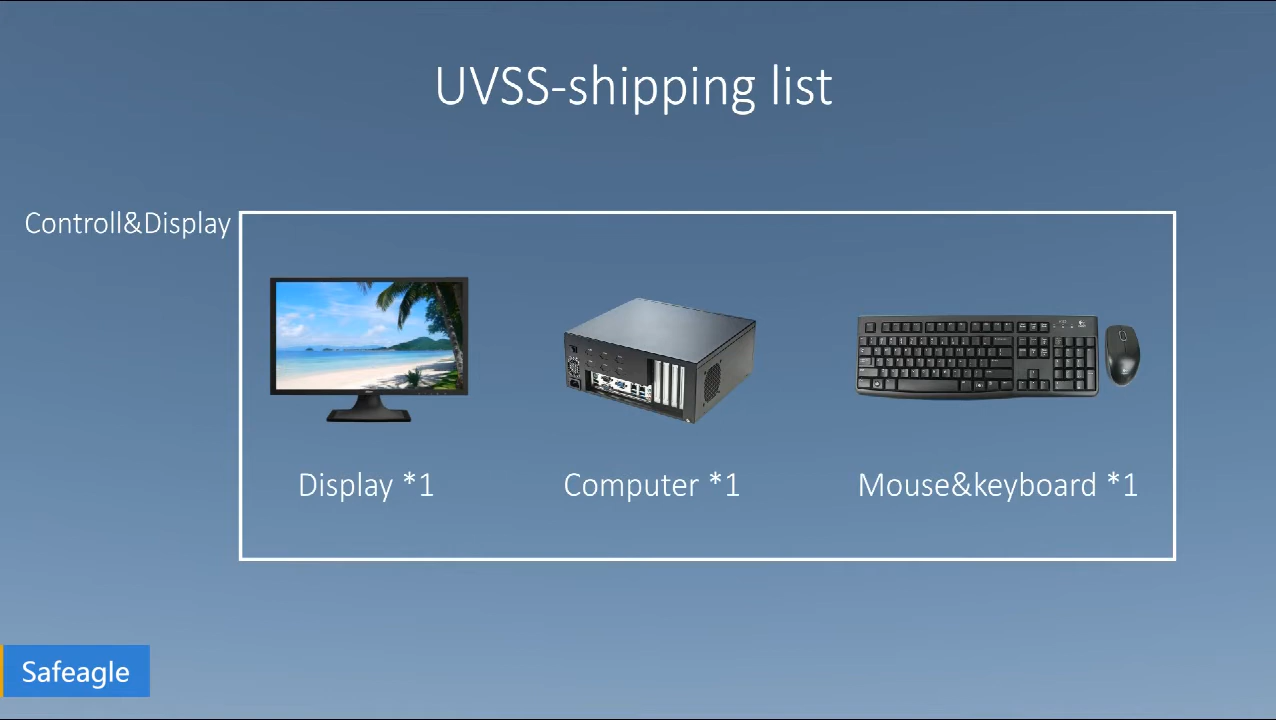 UVSS-shipping list
Controll&Display
Display *1
Computer *1
Mouse&keyboard *1
Safeagle